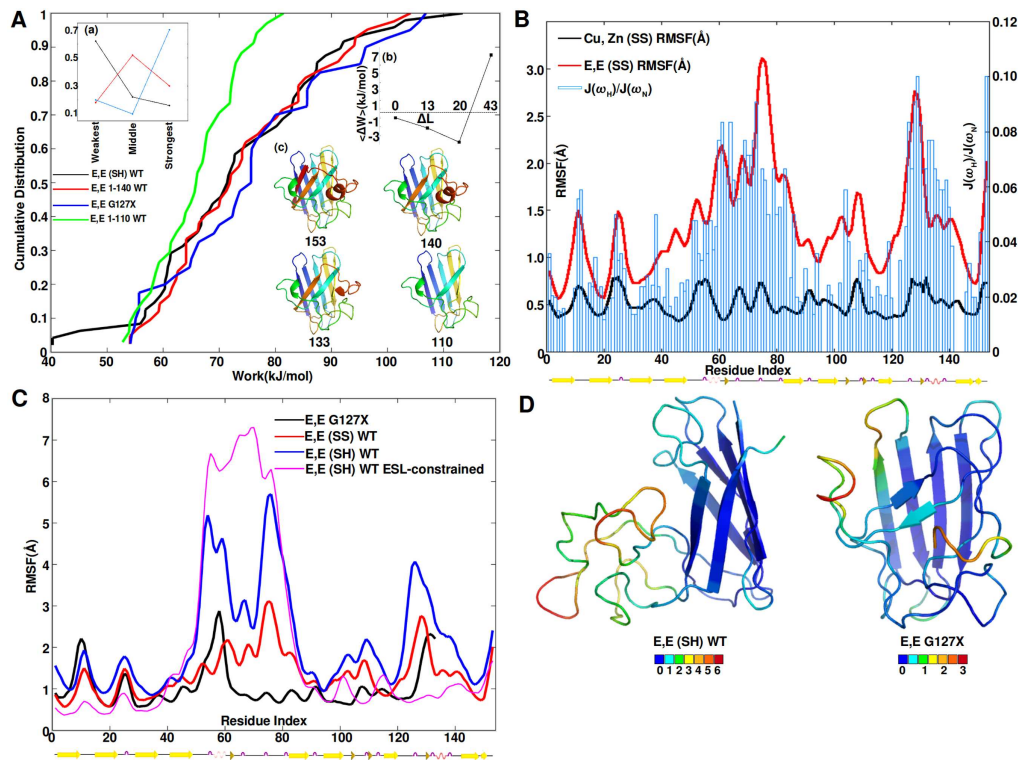 A
Cumulative Distribution
1
0.9
0.8
0.7
0.6
0.5
0.4
0.3
0.2
0.1
0
20 40 60 80 100 120 140
Work(kJ/mol)
(a)
0.7
0.5
0.3
0.1
Weakest
Middle
Strongest
E,E (SH) WT
E,E 1-140 WT
E,E G127X
E,E 1-110 WT
(b)
<ΔW>(kJ/mol)
7
5
3
1
-1
-3
0 13 20 43
ΔL
(c)
153
140
133
110
B
Cu, Zn (SS) RMSF(Å)
E,E (SS) RMSF(Å)
J(ωH)/J(ωN)
RMSF(Å)
3.0
2.5
2.0
1.5
1.0
0.5
0
0 20 40 60 80 100 120 140
Residue Index
J(ωH)/J(ωN)
0.12
0.10
0.08
0.06
0.04
0.02
0
C
E,E G127X
E,E (SS) WT
E,E (SH) WT
E,E (SH) WT ESL-constrained
RMSF(Å)
8
7
6
5
4
3
2
1
0
0 20 40 60 80 100 120 140
Residue Index
D
E,E (SH) WT
0 1 2 3 4 5 6
E,E G127X
0 1 2 3